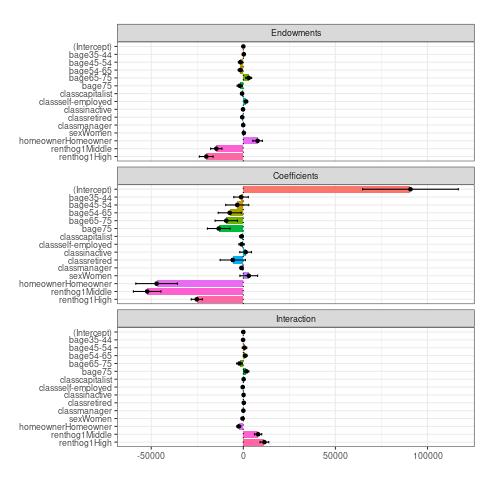 Endowments
(Intercept)
bage35-44
bage45-54
bage54-65
bage65-75
bage75
classcapitalist
classself-employed
classinactive
classretired
classmanager
sexWomen
homeownerHomeowner
renthog1Middle
renthog1High
Coefficients
(Intercept)
bage35-44
bage45-54
bage54-65
bage65-75
bage75
classcapitalist
classself-employed
classinactive
classretired
classmanager
sexWomen
homeownerHomeowner
renthog1Middle
renthog1High
Interaction
(Intercept)
bage35-44
bage45-54
bage54-65
bage65-75
bage75
classcapitalist
classself-employed
classinactive
classretired
classmanager
sexWomen
homeownerHomeowner
renthog1Middle
renthog1High
-50000 0 50000 100000